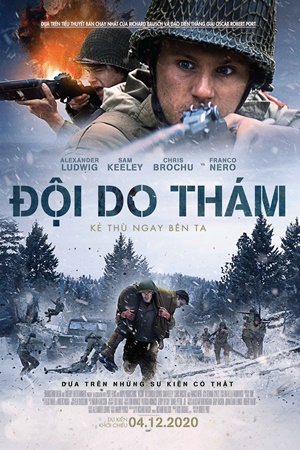 DỰA TRÊN TIỂU THUYẾT BÁN CHẠY NHẤT CỦA RICHARD BAUSCH VÀ ĐẠO DIỄN THẮNG GIẢI OSCAR ROBERT PORT
ALEXANDER LUDWIG
SAM KEELEY
CHRIS BROCHU
FRANCO NERO
ĐỘI DO THÁM
KẺ THÙ NGAY BÊN TA
DỰA TRÊN NHỮNG SỰ KIỆN CÓ THẬT
DỰ KIẾN KHỞI CHIẾU 04.12.2020